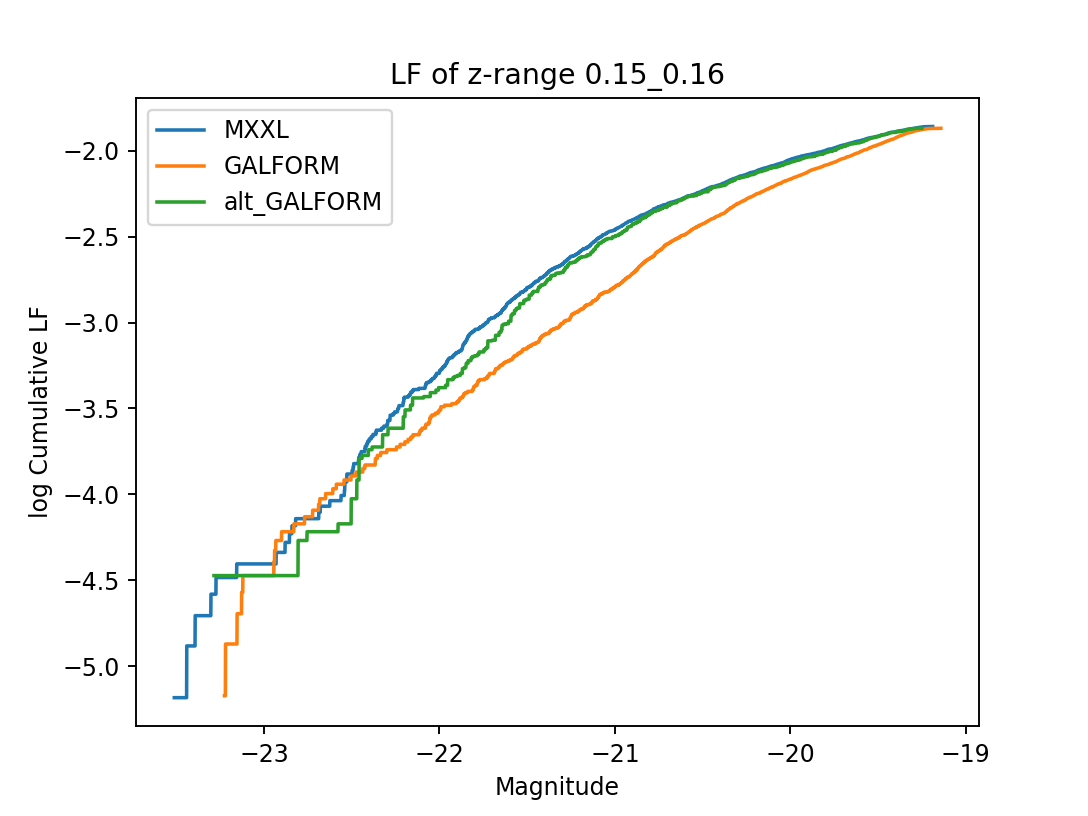 LF of z-range 0.15_0.16
MXXL
GALFORM
alt_GALFORM
−2.0
−2.5
−3.0
−3.5
−4.0
−4.5
−5.0
log Cumulative LF
−23
−22
−21
−20
−19
Magnitude